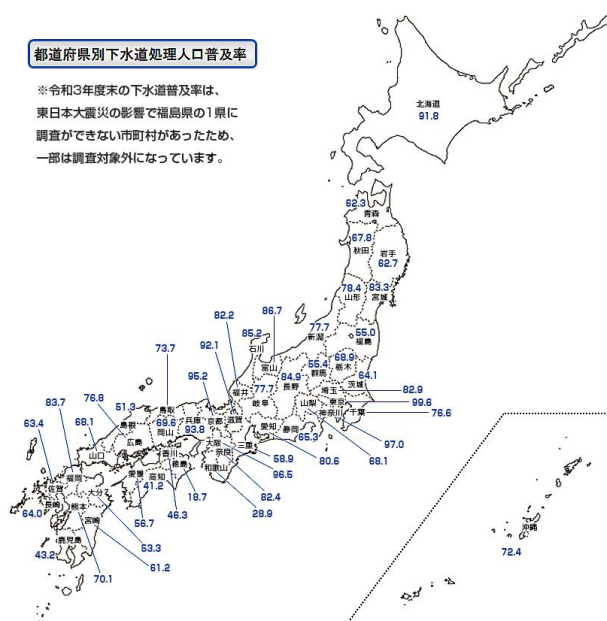 都道府県別下水道処理人口普及率
※令和3年度末の下水道普及率は、
東日本大震災の影響で福島県の1県に
調査ができない市町村があったため、
一部は調査対象外になっています。
北海道
91.8
62.3
青森
67.8
秋田
岩手
62.7
78.4
山形
83.3
宮城
86.7
82.2
85.2
石川
77.7
新潟
55.0
福島
92.1
富山
55.4
群馬
68.9
栃木
73.7
84.9
長野
64.1
茨城
95.2
福井
77.7
岐阜
埼玉
82.9
東京
99.6
山梨
神奈川
千葉
76.6
51.3
鳥取
76.8
島根
69.6
岡山
兵庫
93.8
京都
滋賀
愛知
静岡
65.3
97.0
83.7
63.4
68.1
広島
山口
大阪
奈良
三重
58.9
80.6
68.1
香川
和歌山
96.5
福岡
佐賀
愛媛
高知
41.2
徳島
82.4
大分
長崎
64.0
熊本
宮崎
56.7
46.3
18.7
28.9
53.3
43.2
鹿児島
61.2
70.1
沖縄
72.4